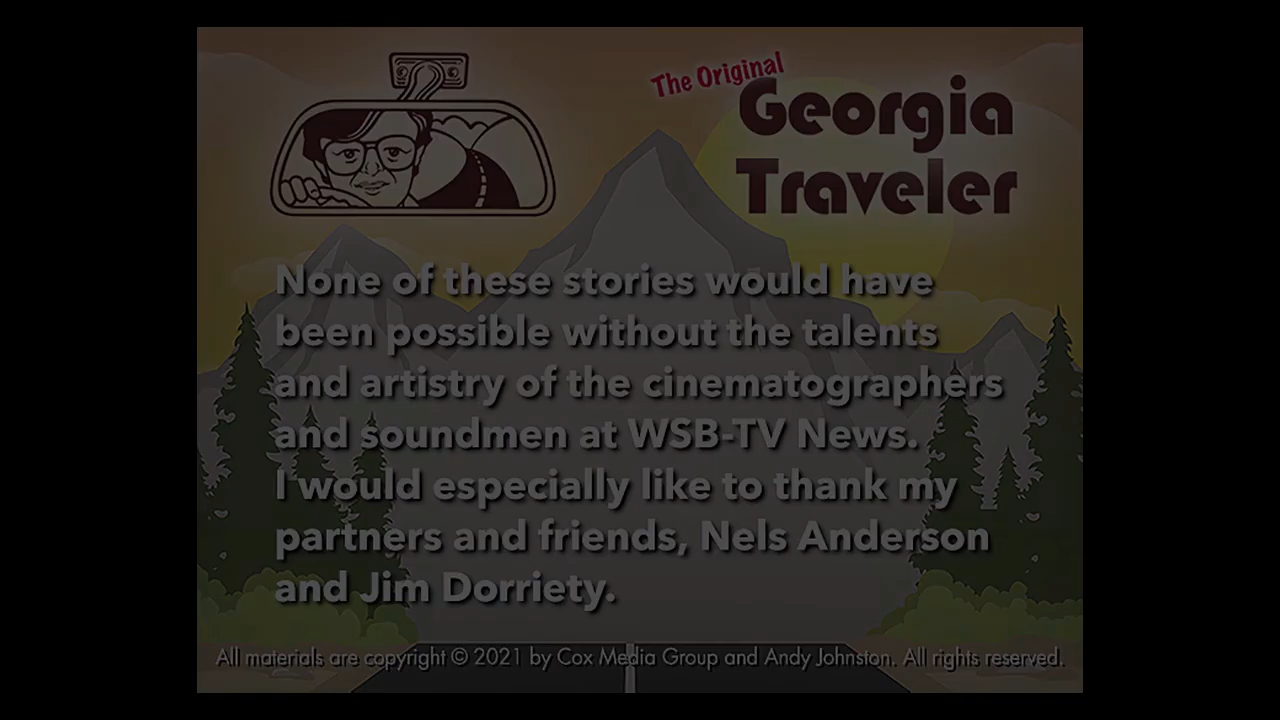 The Original
Georgia
Traveler
None of these stories would have
been possible without the talents
and artistry of the cinematographers
and soundmen at WSB-TV News.
I would especially like to thank my
partners and friends, Nels Anderson
and Jim Dorriety.
All materials are copyright © 2021 by Cox Media Group and Andy Johnston. All rights reserved.